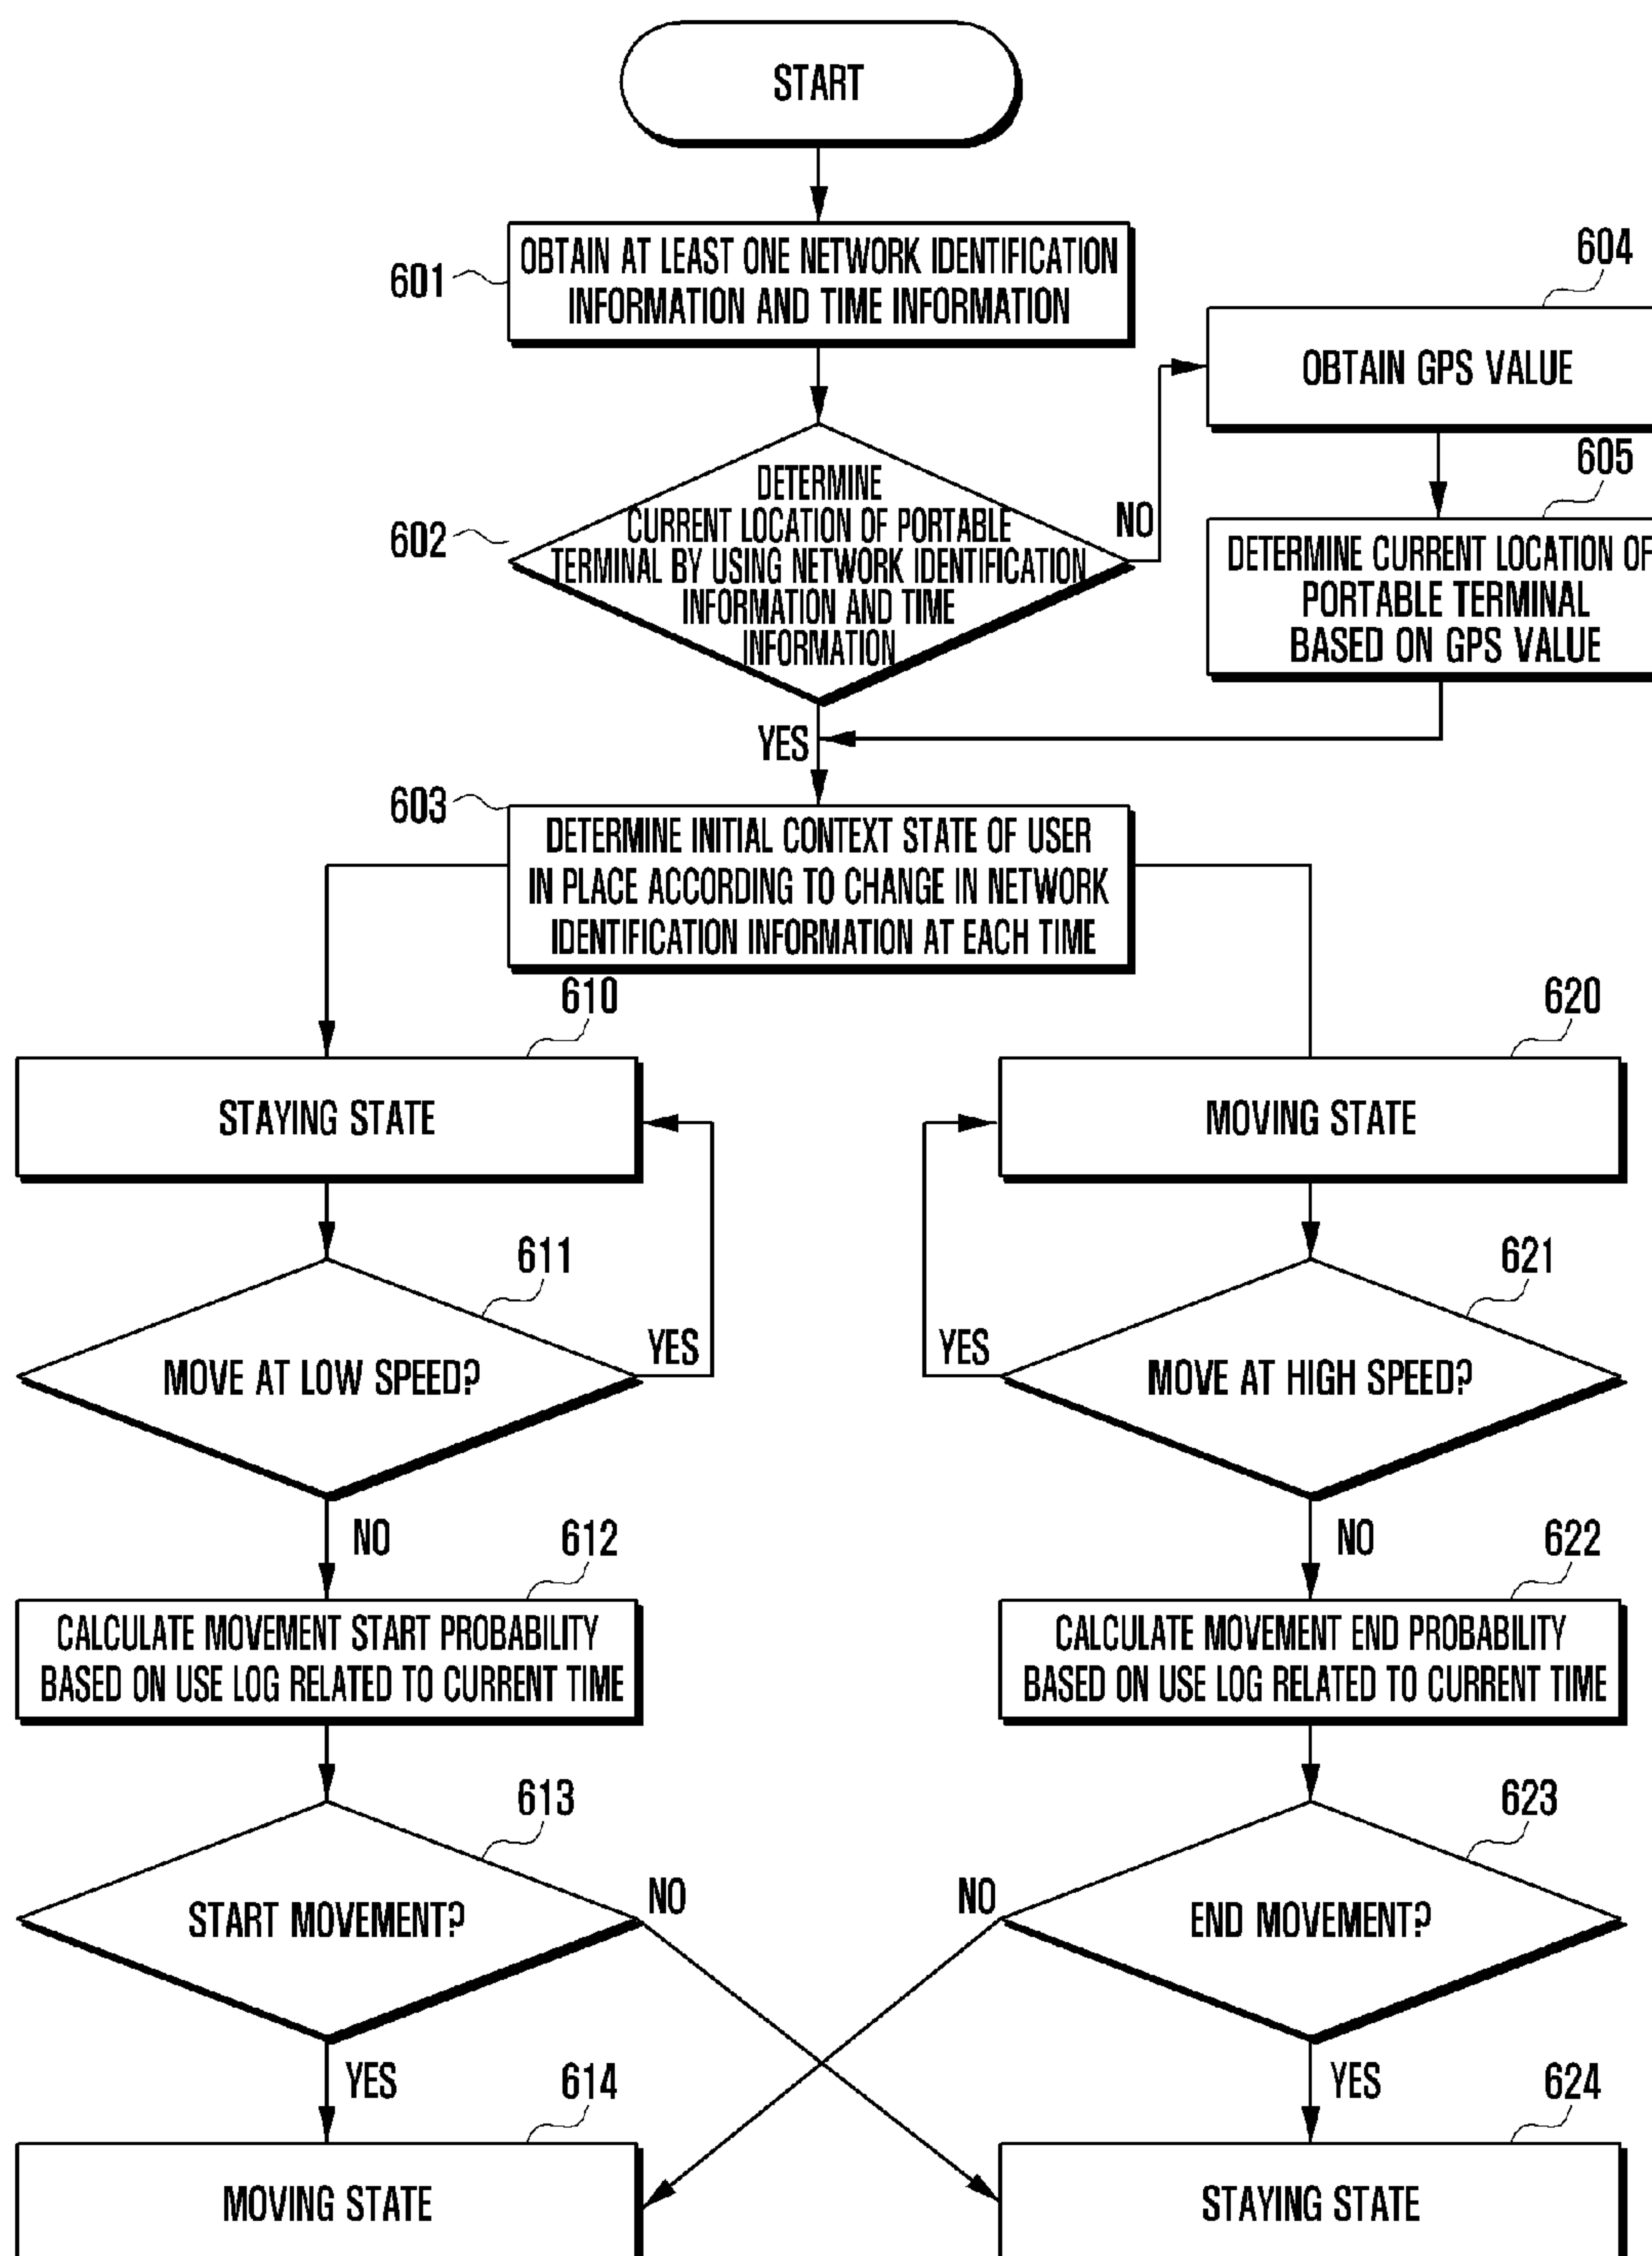 START
601
OBTAIN AT LEAST ONE NETWORK IDENTIFICATION
INFORMATION AND TIME INFORMATION
604
OBTAIN GPS VALUE
602
DETERMINE
CURRENT LOCATION OF PORTABLE
TERMINAL BY USING NETWORK IDENTIFICATION
INFORMATION AND TIME
INFORMATION
NO
605
DETERMINE CURRENT LOCATION OF
PORTABLE TERMINAL
BASED ON GPS VALUE
YES
603
DETERMINE INITIAL CONTEXT STATE OF USER
IN PLACE ACCORDING TO CHANGE IN NETWORK
IDENTIFICATION INFORMATION AT EACH TIME
610
STAYING STATE
620
MOVING STATE
611
MOVE AT LOW SPEED?
YES
621
YES
MOVE AT HIGH SPEED?
NO
612
CALCULATE MOVEMENT START PROBABILITY
BASED ON USE LOG RELATED TO CURRENT TIME
NO
622
CALCULATE MOVEMENT END PROBABILITY
BASED ON USE LOG RELATED TO CURRENT TIME
613
START MOVEMENT?
NO
623
NO
END MOVEMENT?
YES
614
MOVING STATE
YES
624
STAYING STATE